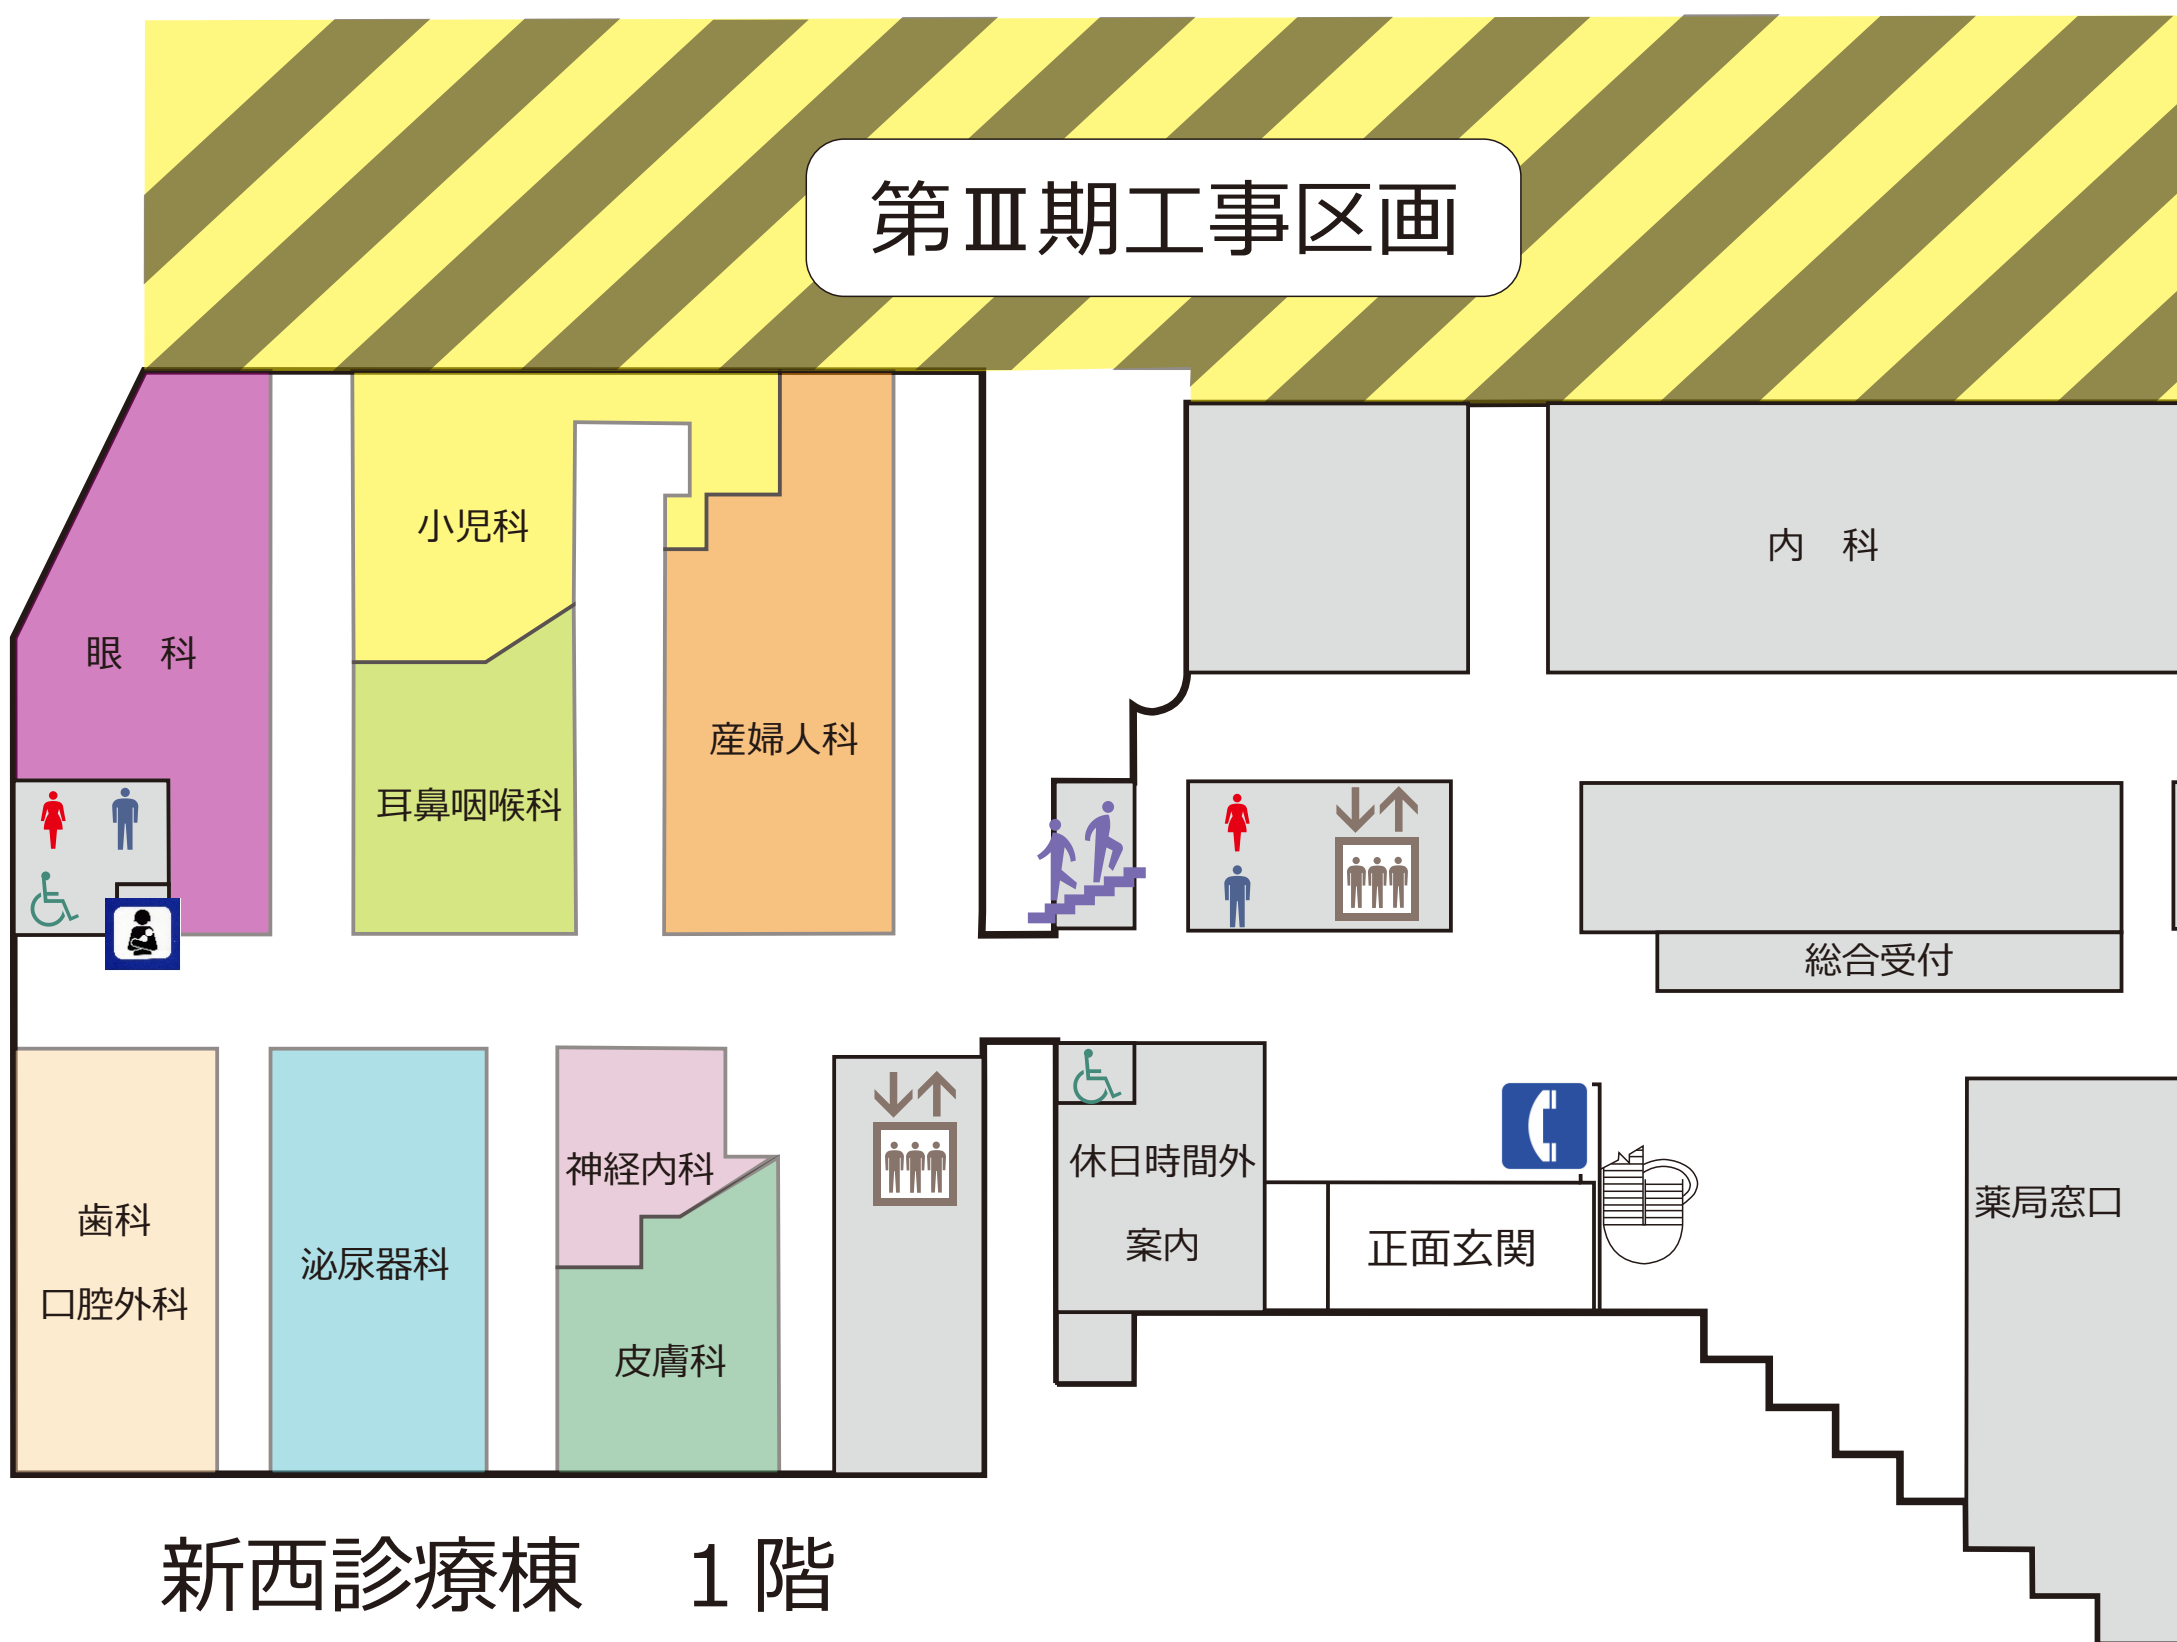 第Ⅲ期工事区画
小児科
内　科
眼　科
産婦人科
耳鼻咽喉科
総合受付
神経内科
休日時間外
案内
薬局窓口
歯科
口腔外科
泌尿器科
正面玄関
皮膚科
新西診療棟　1階